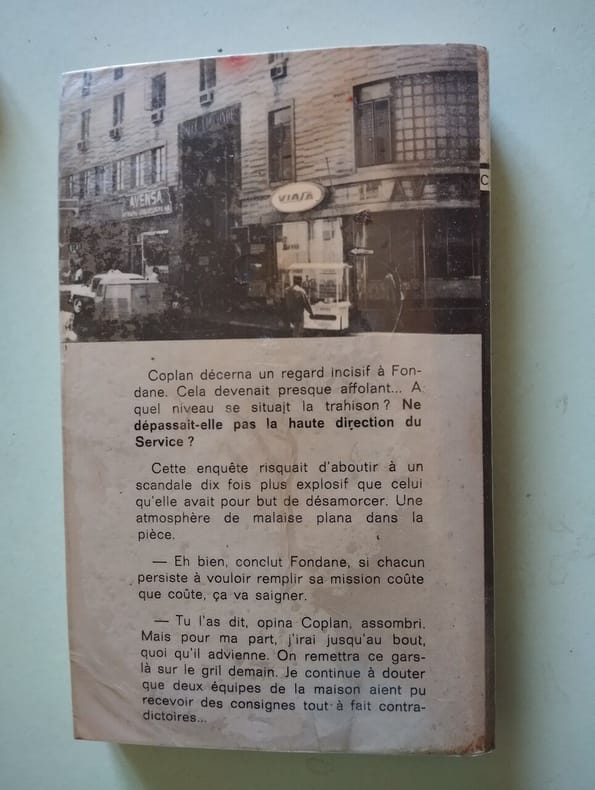 AVENSA
VIASA
C
Coplan décerna un regard incisif à Fon-
dane. Cela devenait presque affolant... A
quel niveau se situait la trahison ? Ne
dépassait-elle pas la haute direction du
Service ?
Cette enquête risquait d'aboutir à un
scandale dix fois plus explosif que celui
qu'elle avait pour but de désamorcer. Une
atmosphère de malaise plana dans la
pièce.
— Eh bien, conclut Fondane, si chacun
persiste à vouloir remplir sa mission coûte
que coûte, ça va saigner.
— Tu l'as dit, opina Coplan, assombri.
Mais pour ma part, j'irai jusqu'au bout,
quoi qu'il advienne. On remettra ce gars-
là sur le gril demain. Je continue à douter
que deux équipes de la maison aient pu
recevoir des consignes tout à fait contra-
dictoires...